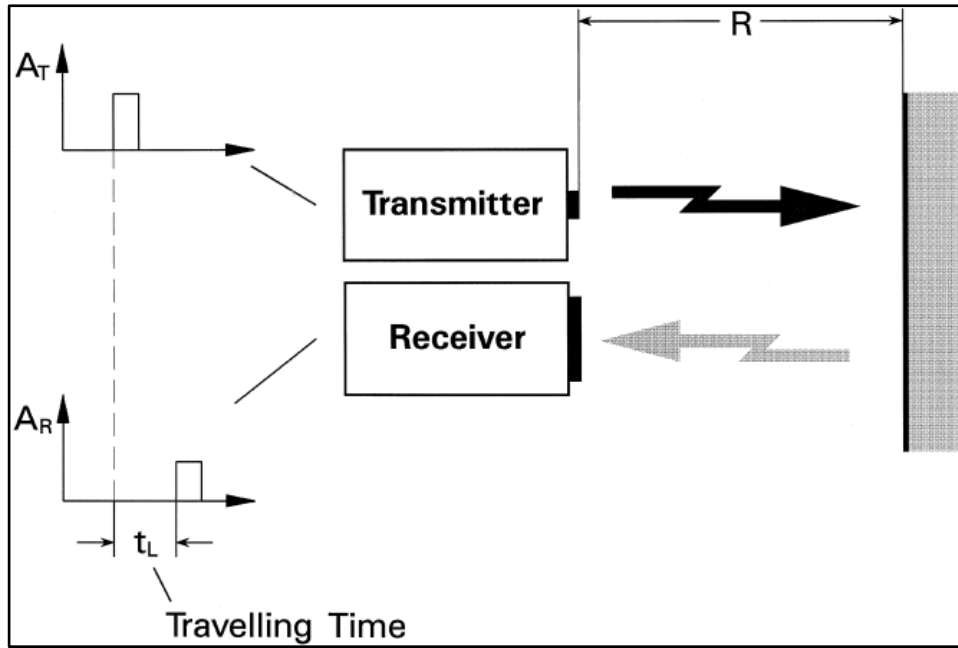 R
A_T
Transmitter
Receiver
A_R
t_L
Travelling Time